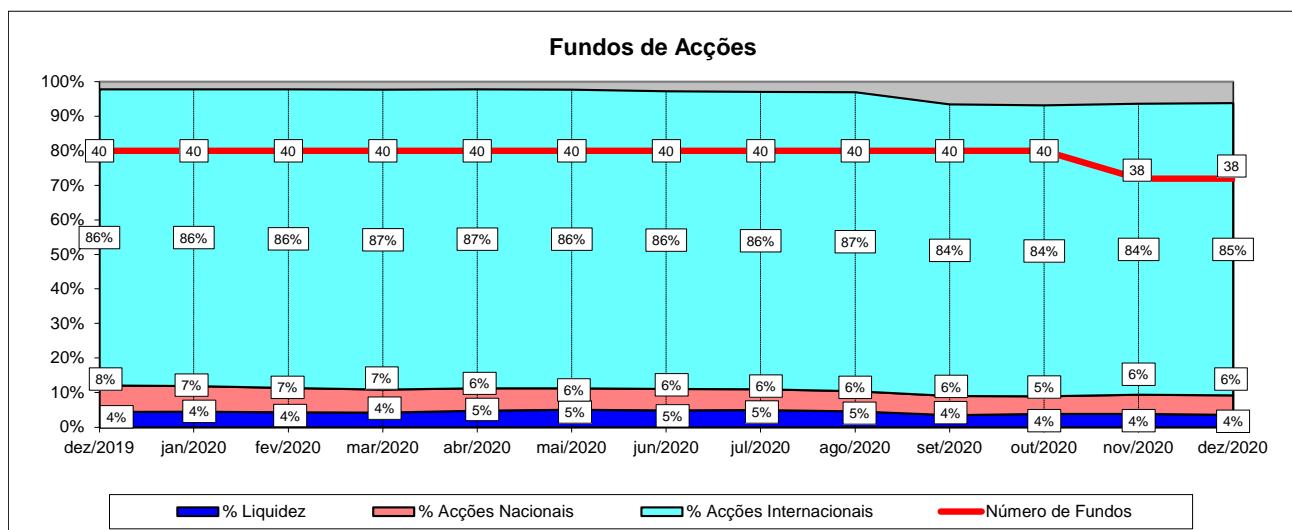 Fundos de Acções
100%
90%
80%
70%
60%
50%
40%
30%
20%
10%
0%
40 40 40 40 40 40 40 40 40 40 40 38 38
86% 86% 86% 87% 87% 86% 86% 86% 87% 84% 84% 84% 85%
8% 7% 7% 7% 6% 6% 6% 6% 6% 6% 5% 6% 6%
4% 4% 4% 4% 5% 5% 5% 5% 5% 4% 4% 4% 4%
dez/2019 jan/2020 fev/2020 mar/2020 abr/2020 mai/2020 jun/2020 jul/2020 ago/2020 set/2020 out/2020 nov/2020 dez/2020
% Liquidez % Acções Nacionais % Acções Internacionais Número de Fundos